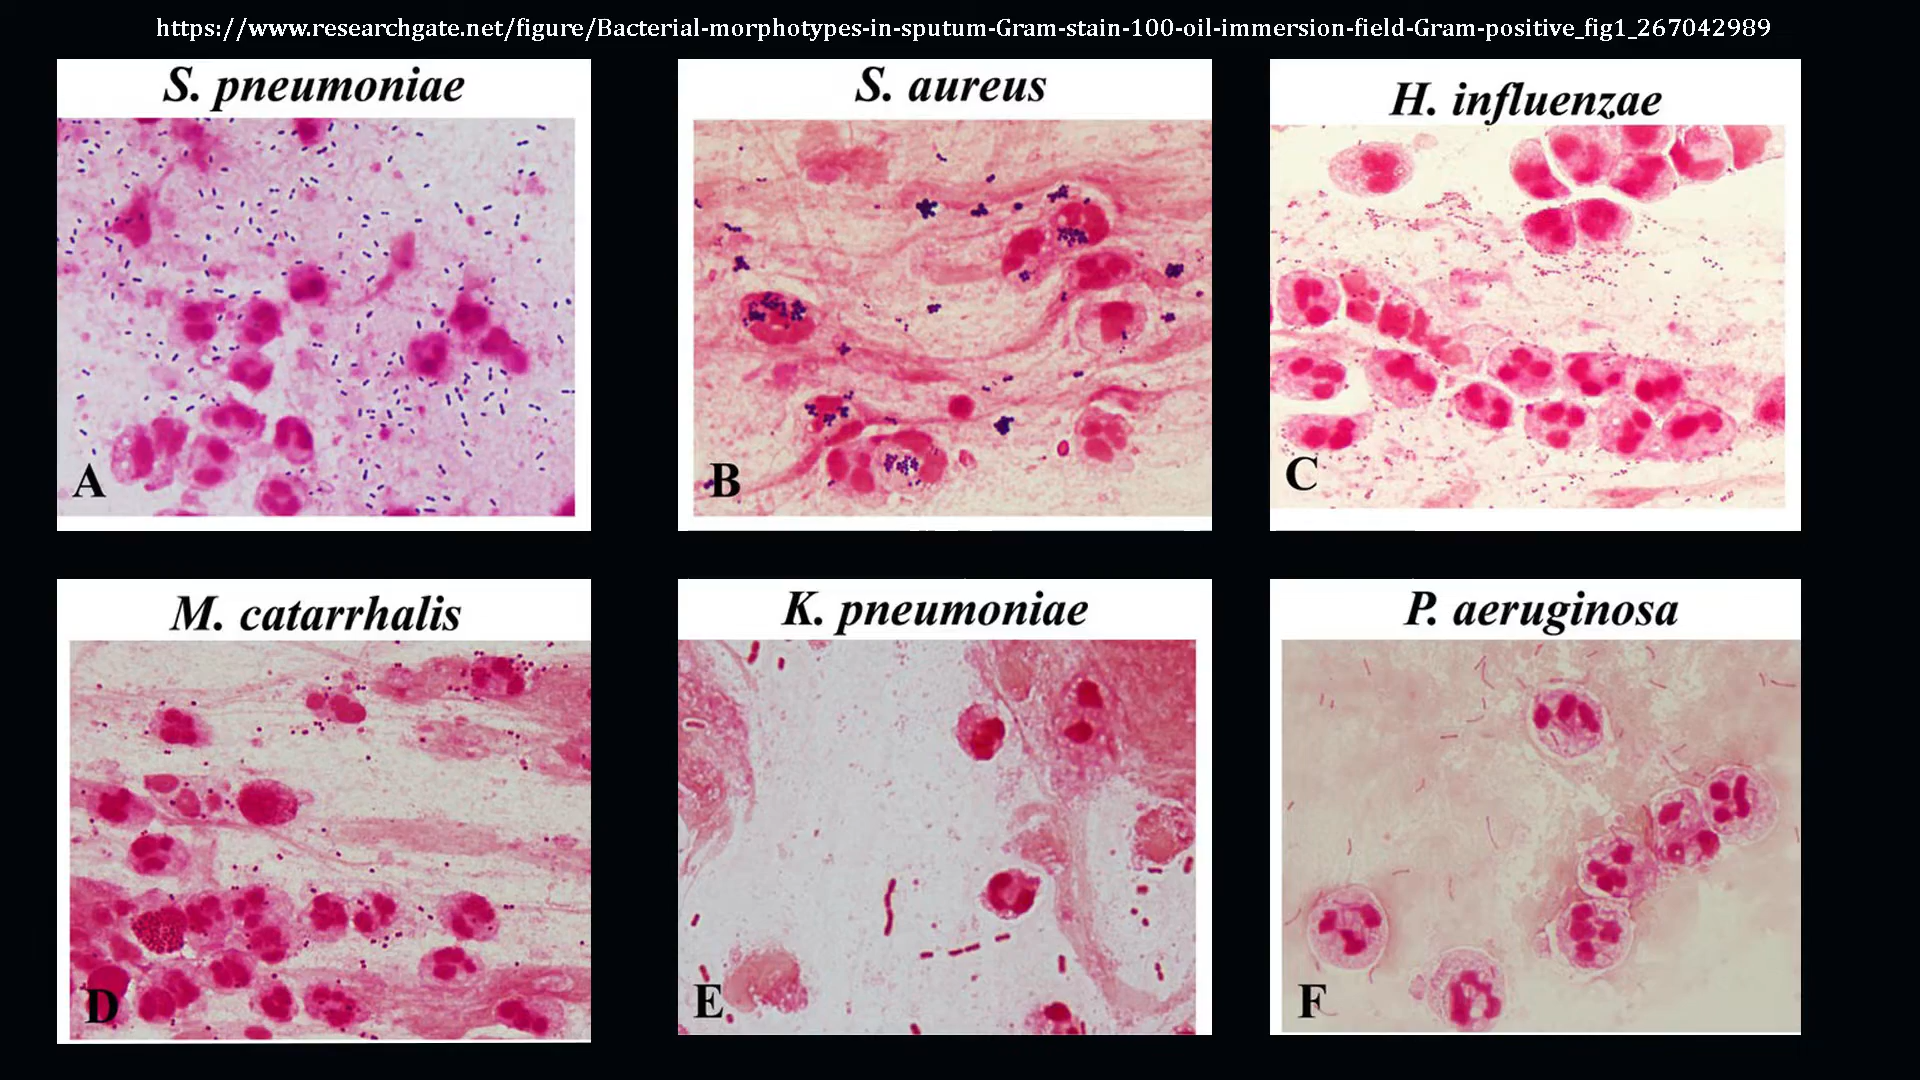 https://www.researchgate.net/figure/Bacterial-morphotypes-in-sputum-Gram-stain-100-oil-immersion-field-Gram-positive_fig1_267042989
S. pneumoniae
S. aureus
H. influenzae
A
B
C
M. catarrhalis
K. pneumoniae
P. aeruginosa
D
E
F